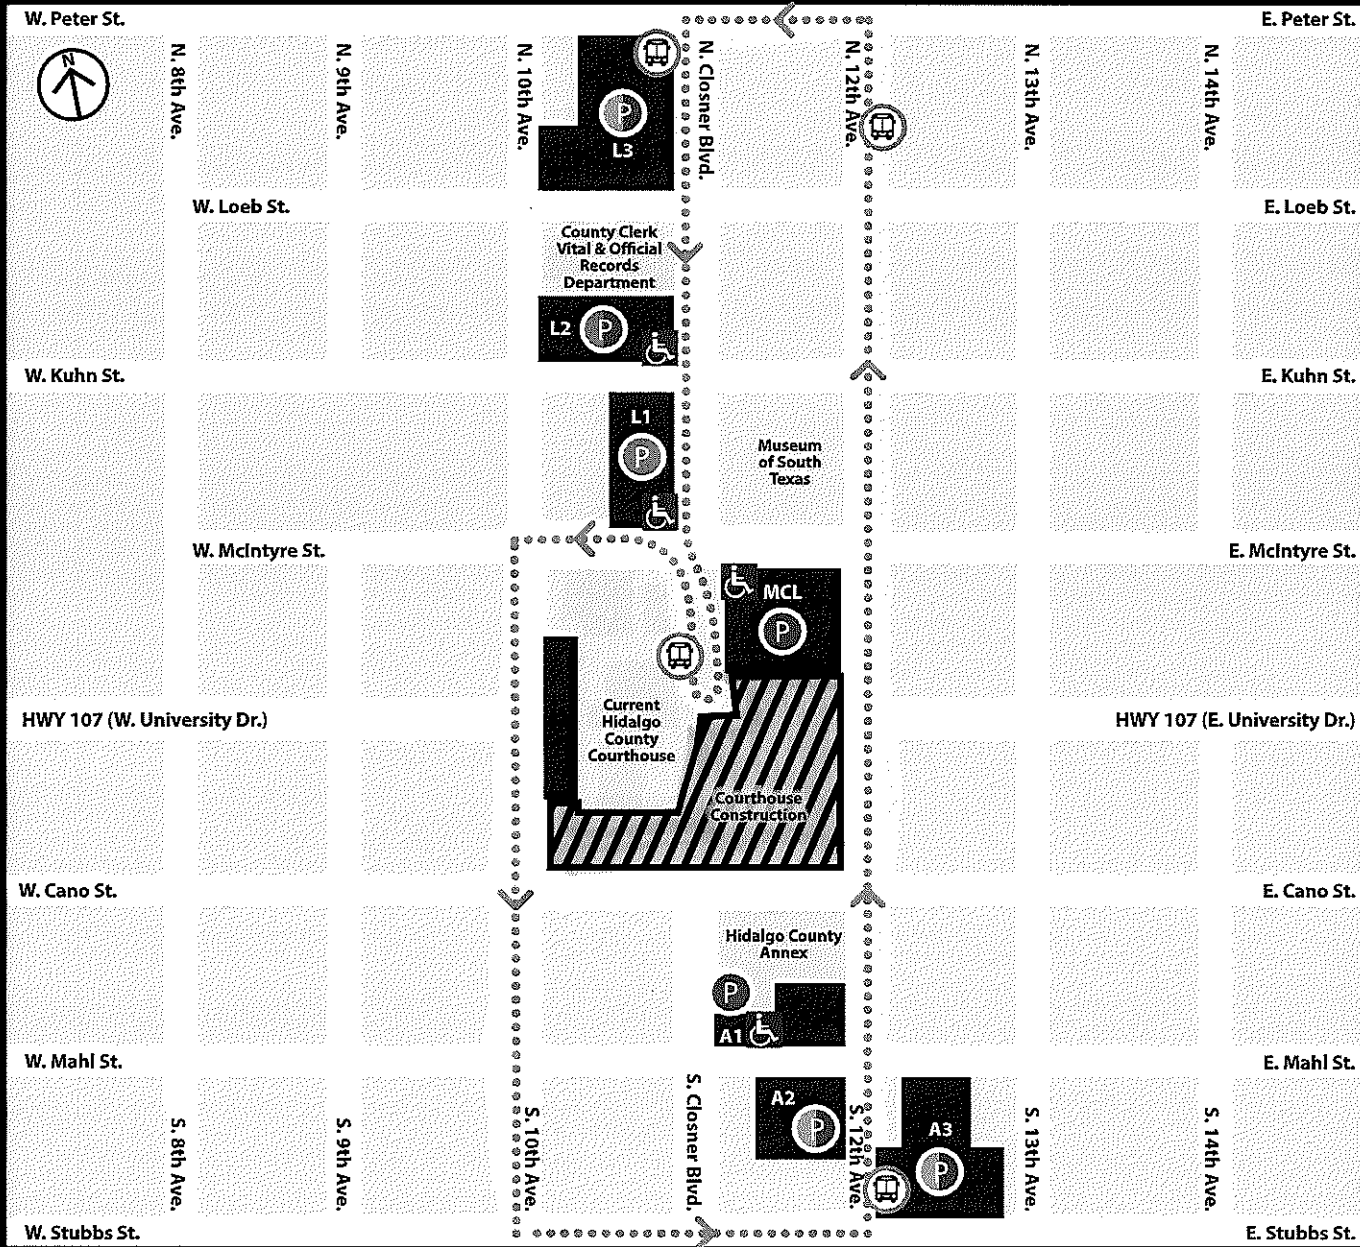 W. Peter St.
E. Peter St.
N
N. 8th Ave.
N. 9th Ave.
N. 10th Ave.
N. Closner Blvd.
N. 12th Ave.
N. 13th Ave.
N. 14th Ave.
P
L3
W. Loeb St.
E. Loeb St.
County Clerk
Vital & Official
Records
Department
L2 P
W. Kuhn St.
E. Kuhn St.
L1
P
Museum
of South
Texas
W. McIntyre St.
E. McIntyre St.
MCL
P
Current
Hidalgo
County
Courthouse
HWY 107 (W. University Dr.)
HWY 107 (E. University Dr.)
Courthouse
Construction
W. Cano St.
E. Cano St.
Hidalgo County
Annex
P
A1
W. Mahl St.
E. Mahl St.
S. 8th Ave.
S. 9th Ave.
S. 10th Ave.
S. Closner Blvd.
A2
P
S. 12th Ave.
A3
P
S. 13th Ave.
S. 14th Ave.
W. Stubbs St.
E. Stubbs St.